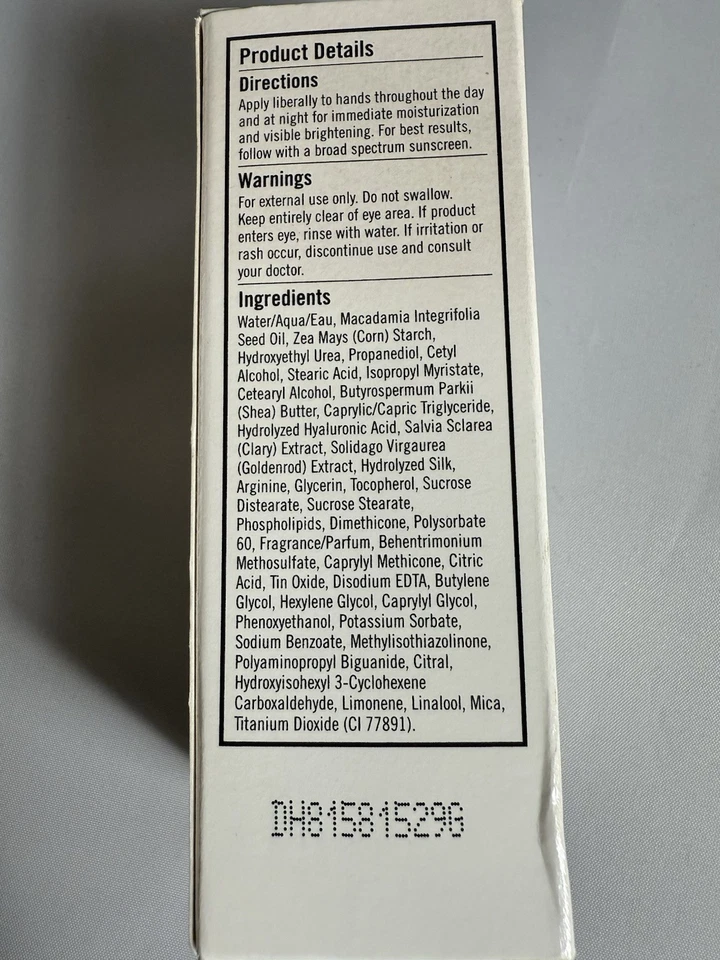 Product Details
Directions
Apply liberally to hands throughout the day
and at night for immediate moisturization
and visible brightening. For best results,
follow with a broad spectrum sunscreen.
Warnings
For external use only. Do not swallow.
Keep entirely clear of eye area. If product
enters eye, rinse with water. If irritation or
rash occur, discontinue use and consult
your doctor.
Ingredients
Water/Aqua/Eau, Macadamia Integrifolia
Seed Oil, Zea Mays (Corn) Starch,
Hydroxyethyl Urea, Propanediol, Cetyl
Alcohol, Stearic Acid, Isopropyl Myristate,
Cetearyl Alcohol, Butyrospermum Parkii
(Shea) Butter, Caprylic/Capric Triglyceride,
Hydrolyzed Hyaluronic Acid, Salvia Sclarea
(Clary) Extract, Solidago Virgaurea
(Goldenrod) Extract, Hydrolyzed Silk,
Arginine, Glycerin, Tocopherol, Sucrose
Distearate, Sucrose Stearate,
Phospholipids, Dimethicone, Polysorbate
60, Fragrance/Parfum, Behentrimonium
Methosulfate, Caprylyl Methicone, Citric
Acid, Tin Oxide, Disodium EDTA, Butylene
Glycol, Hexylene Glycol, Caprylyl Glycol,
Phenoxyethanol, Potassium Sorbate,
Sodium Benzoate, Methylisothiazolinone,
Polyaminopropyl Biguanide, Citral,
Hydroxyisohexyl 3-Cyclohexene
Carboxaldehyde, Limonene, Linalool, Mica,
Titanium Dioxide (CI 77891).
DH81581529B